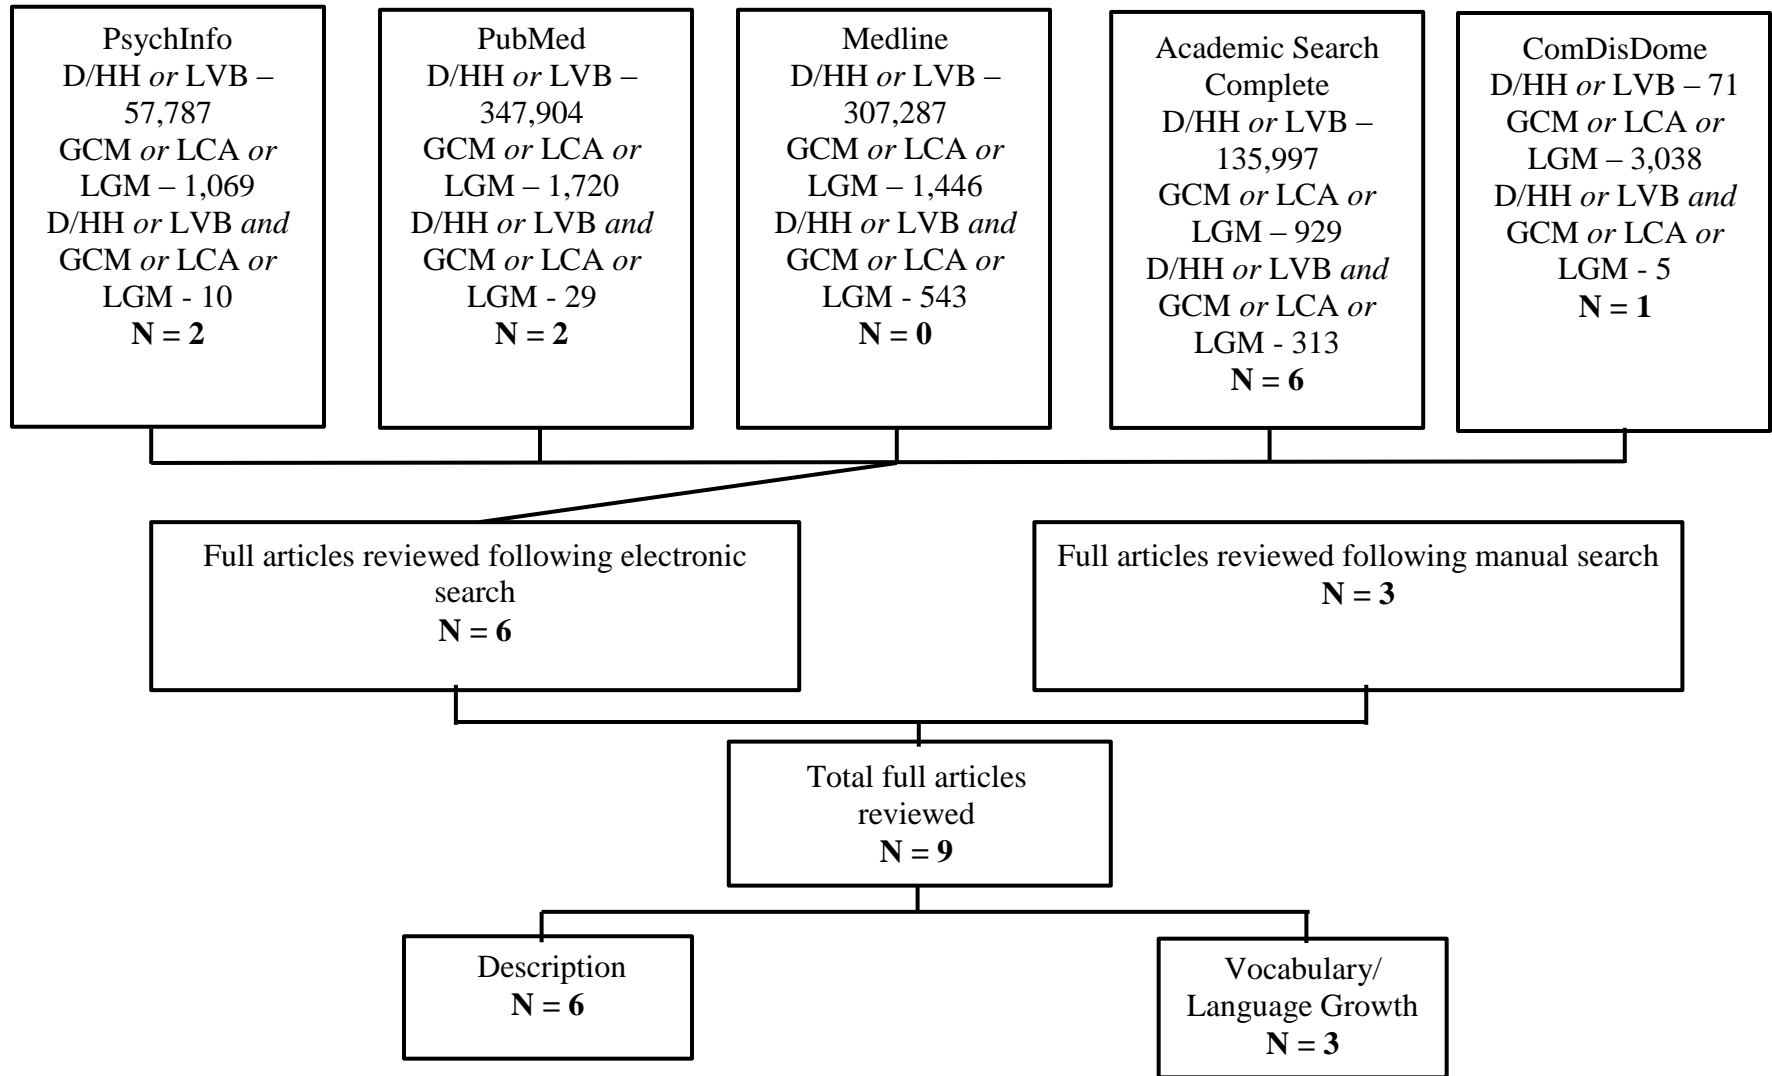 PsychInfo
D/HH or LVB –
57,787
GCM or LCA or
LGM – 1,069
D/HH or LVB and
GCM or LCA or
LGM - 10
N = 2
PubMed
D/HH or LVB –
347,904
GCM or LCA or
LGM – 1,720
D/HH or LVB and
GCM or LCA or
LGM - 29
N = 2
Medline
D/HH or LVB –
307,287
GCM or LCA or
LGM – 1,446
D/HH or LVB and
GCM or LCA or
LGM - 543
N = 0
Academic Search
Complete
D/HH or LVB –
135,997
GCM or LCA or
LGM – 929
D/HH or LVB and
GCM or LCA or
LGM - 313
N = 6
ComDisDome
D/HH or LVB – 71
GCM or LCA or
LGM – 3,038
D/HH or LVB and
GCM or LCA or
LGM - 5
N = 1
Full articles reviewed following electronic
search
N = 6
Full articles reviewed following manual search
N = 3
Total full articles
reviewed
N = 9
Description
N = 6
Vocabulary/
Language Growth
N = 3